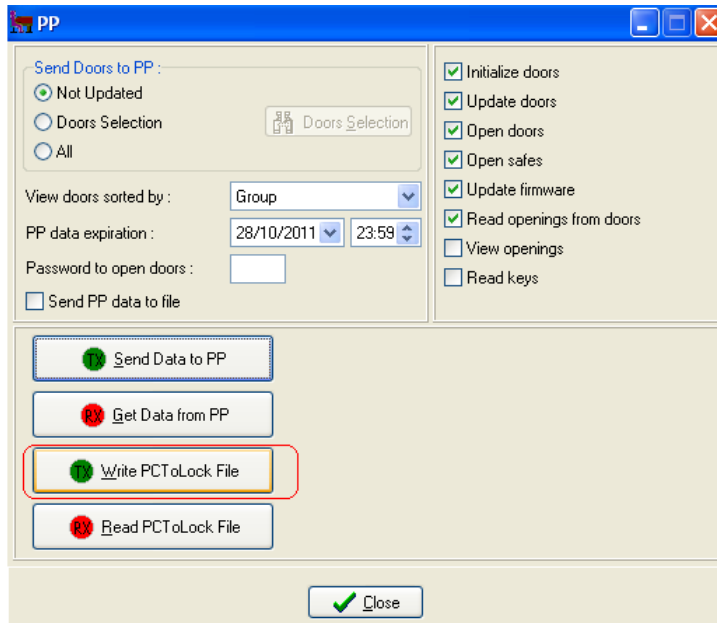 PP
Send Doors to PP :
Not Updated
Doors Selection
Doors Selection
All
View doors sorted by :
Group
PP data expiration :
28/10/2011
23:59
Password to open doors :
Send PP data to file
Initialize doors
Update doors
Open doors
Open safes
Update firmware
Read openings from doors
View openings
Read keys
TX Send Data to PP
RX Get Data from PP
TX Write PCToLock File
RX Read PCToLock File
Close